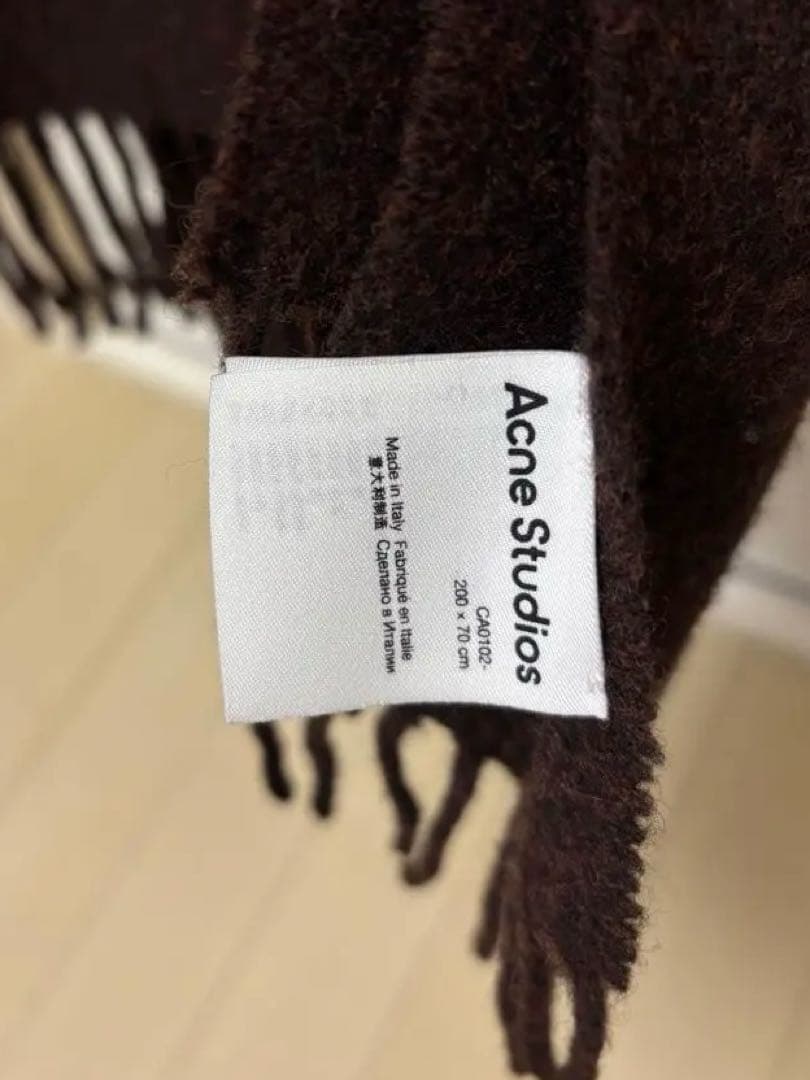 Acne Studios
CA0102-
200 x 70 cm
Made in Italy Fabriqué en Italie
意大利制造 Сделано в Италии